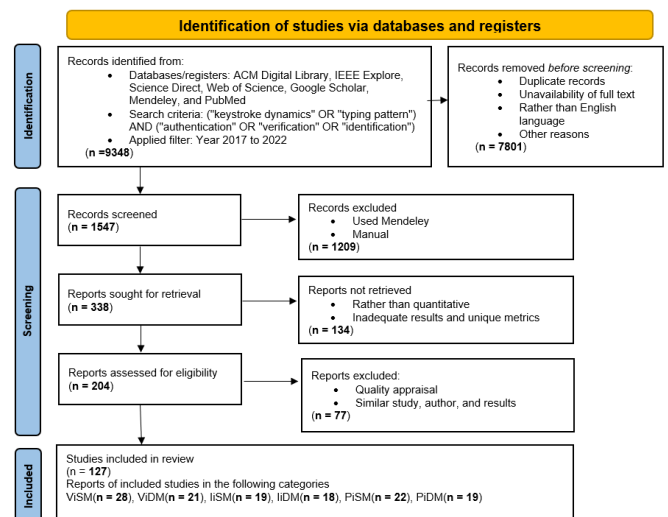 Identification of studies via databases and registers
Identification
Records identified from:
• Databases/registers: ACM Digital Library, IEEE Explore,
Science Direct, Web of Science, Google Scholar,
Mendeley, and PubMed
• Search criteria: ("keystroke dynamics" OR "typing pattern")
AND ("authentication" OR "verification" OR "identification")
• Applied filter: Year 2017 to 2022
(n =9348)
Records removed before screening:
• Duplicate records
• Unavailability of full text
• Rather than English
language
• Other reasons
(n = 7801)
Screening
Records screened
(n = 1547)
Records excluded
• Used Mendeley
• Manual
(n = 1209)
Reports sought for retrieval
(n = 338)
Reports not retrieved
• Rather than quantitative
• Inadequate results and unique metrics
(n = 134)
Reports assessed for eligibility
(n = 204)
Reports excluded:
• Quality appraisal
• Similar study, author, and results
(n = 77)
Included
Studies included in review
(n = 127)
Reports of included studies in the following categories
ViSM(n = 28), ViDM(n = 21), IiSM(n = 19), IiDM(n = 18), PiSM(n = 22), PiDM(n = 19)